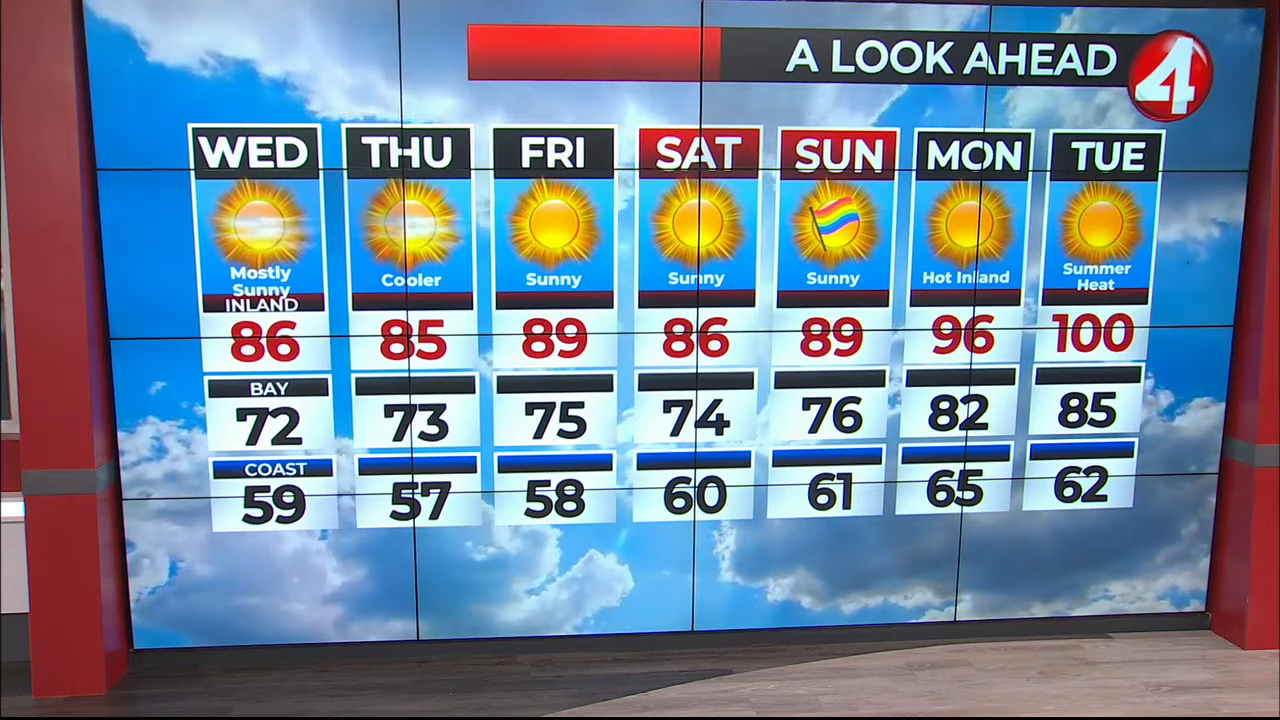 A LOOK AHEAD
4
WED THU FRI SAT SUN MON TUE
Mostly Sunny Cooler Sunny Sunny Sunny Hot Inland Summer Heat
INLAND
86 85 89 86 89 96 100
BAY
72 73 75 74 76 82 85
COAST
59 57 58 60 61 65 62